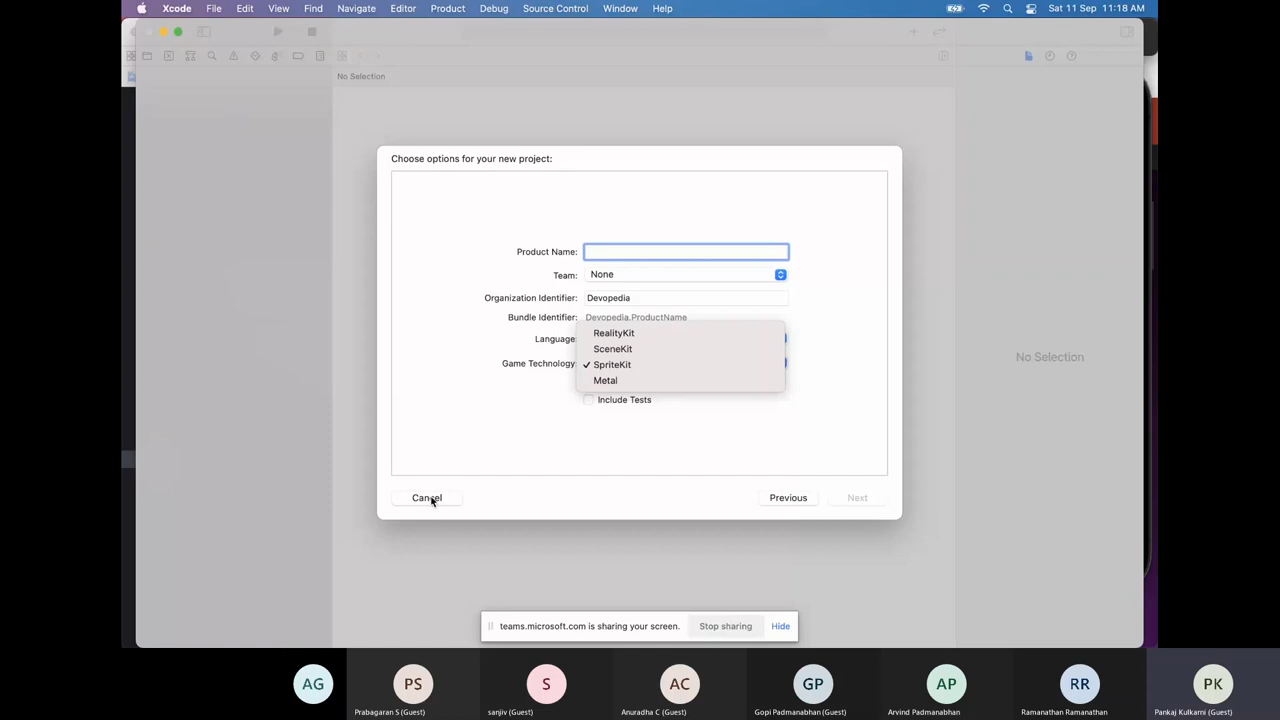 Xcode File Edit View Find Navigate Editor Product Debug Source Control Window Help Sat 11 Sep 11:18 AM
No Selection
Choose options for your new project:
Product Name:
Team: None
Organization Identifier: Devopedia
Bundle Identifier: Devopedia.ProductName
Language:
RealityKit
SceneKit
Game Technology:
SpriteKit
Metal
Include Tests
No Selection
Cancel Previous Next
teams.microsoft.com is sharing your screen. Stop sharing Hide
AG PS S AC GP AP RR PK
Prabagaran S (Guest) sanjiv (Guest) Anuradha C (Guest) Gopi Padmanabhan (Guest) Arvind Padmanabhan Ramanathan Ramanathan Pankaj Kulkarni (Guest)